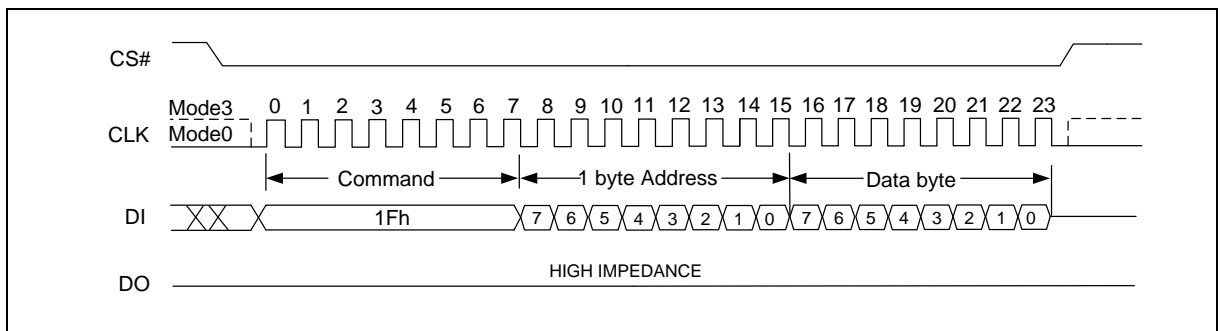 CS#
Mode3 0 1 2 3 4 5 6 7 8 9 10 11 12 13 14 15 16 17 18 19 20 21 22 23
CLK Mode0
Command 1 byte Address Data byte
DI 1Fh 7 6 5 4 3 2 1 0 7 6 5 4 3 2 1 0
HIGH IMPEDANCE
DO